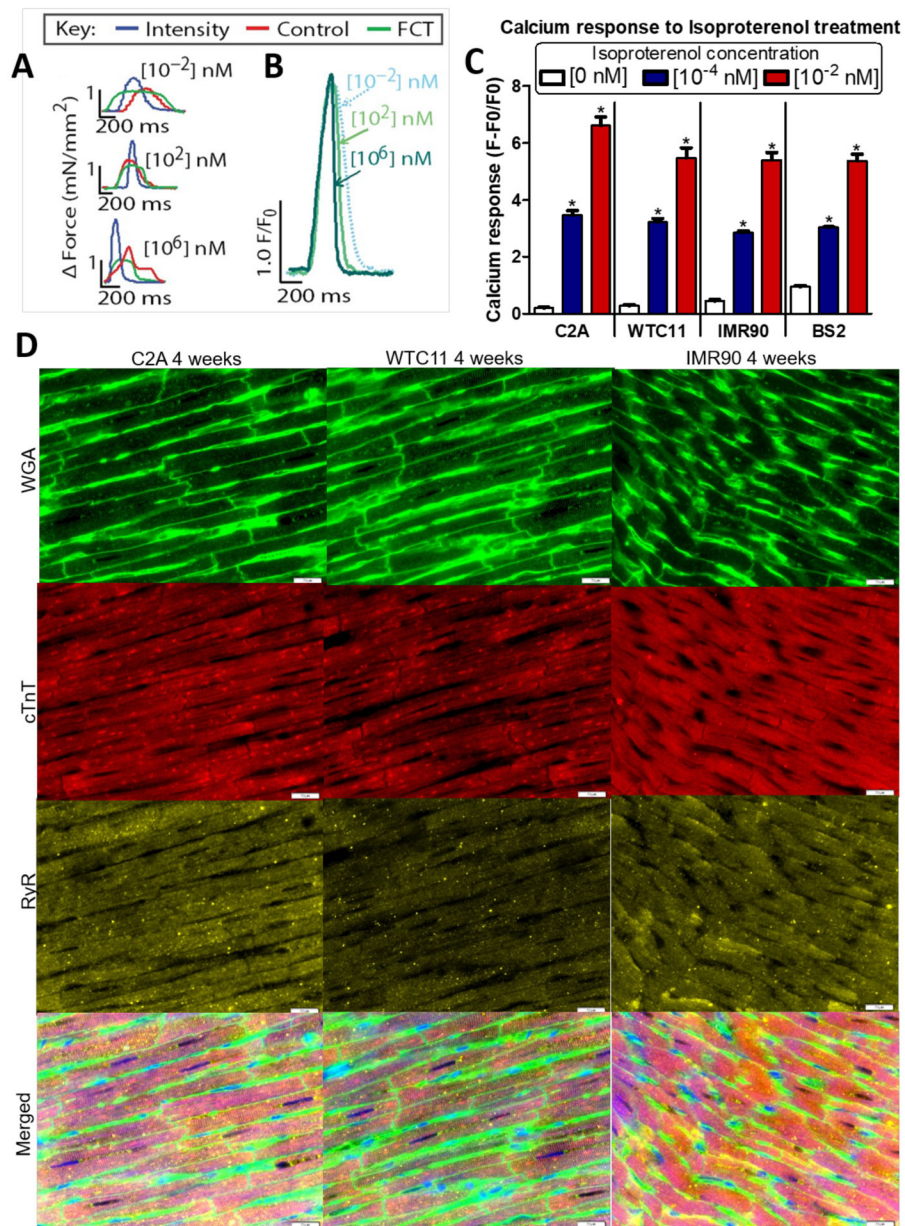 Key: Intensity Control FCT
A
[10⁻²] nM
1
200 ms
[10²] nM
1
200 ms
[10⁶] nM
1
200 ms
Δ Force (mN/mm²)
B
[10⁻²] nM
[10²] nM
[10⁶] nM
1.0 F/F₀
200 ms
Calcium response to Isoproterenol treatment
C
Isoproterenol concentration
[0 nM] [10⁻⁴ nM] [10⁻² nM]
Calcium response (F-F0/F0)
8
6
4
2
0
* * * * * * * *
C2A WTC11 IMR90 BS2
D
C2A 4 weeks WTC11 4 weeks IMR90 4 weeks
WGA
cTnT
RyR
Merged